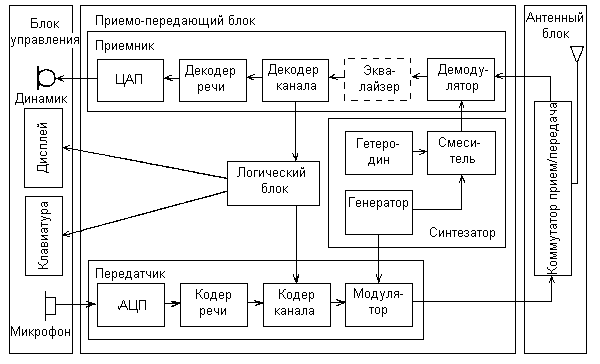 Блок
управления
Приемо-передающий блок
Антенный
блок
Приемник
ЦАП
Декодер
речи
Декодер
канала
Эква-
лайзер
Демоду-
лятор
Динамик
Дисплей
Клавиатура
Логический
блок
Гетеро-
дин
Смеси-
тель
Генератор
Синтезатор
Коммутатор прием/передача
Передатчик
АЦП
Кодер
речи
Кодер
канала
Модуля-
тор
Микрофон